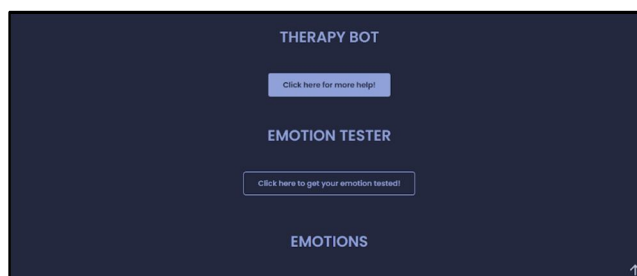 THERAPY BOT
Click here for more help!
EMOTION TESTER
Click here to get your emotion tested!
EMOTIONS